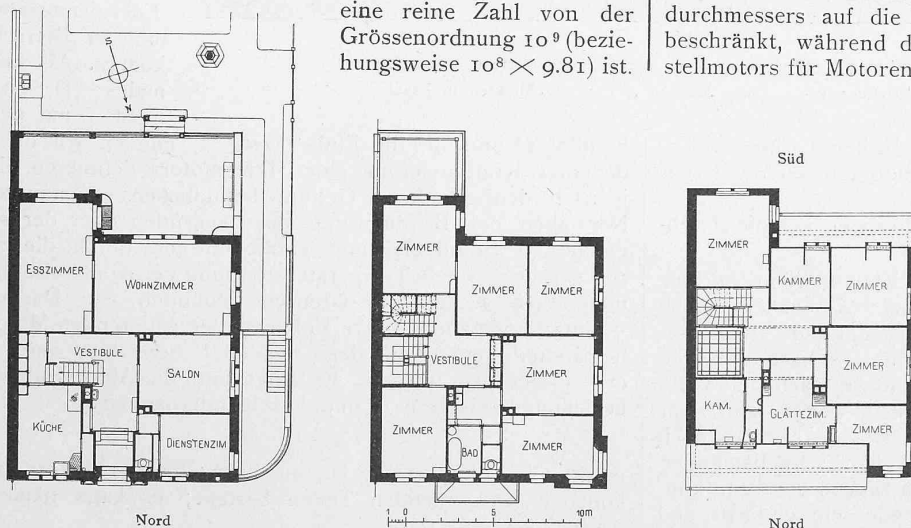 eine reine Zahl von der
Grössenordnung 10⁹ (bezie-
hungsweise 10⁸ × 9.81) ist.
durchmessers auf die
beschränkt, während d
stellmotors für Motoren
S
N
ESSZIMMER
WOHNZIMMER
VESTIBULE
SALON
KÜCHE
DIENSTENZIM.
Nord
ZIMMER
ZIMMER
ZIMMER
VESTIBULE
ZIMMER
ZIMMER
BAD
ZIMMER
1 0 5 10m
Süd
ZIMMER
KAMMER
ZIMMER
ZIMMER
KAM.
GLÄTTEZIM.
ZIMMER
Nord